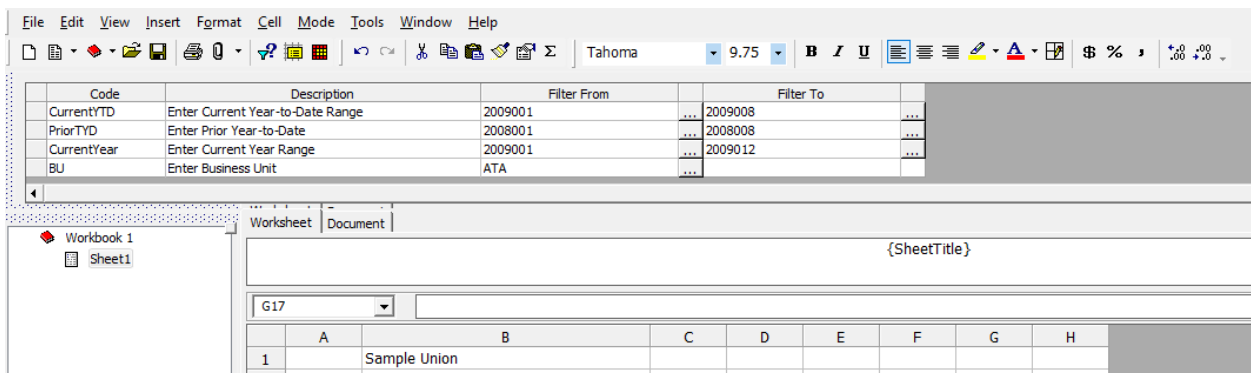 File Edit View Insert Format Cell Mode Tools Window Help
Tahoma 9.75 B I U $ % ,
Code Description Filter From Filter To
CurrentYTD Enter Current Year-to-Date Range 2009001 ... 2009008 ...
PriorTYD Enter Prior Year-to-Date 2008001 ... 2008008 ...
CurrentYear Enter Current Year Range 2009001 ... 2009012 ...
BU Enter Business Unit ATA ...
Worksheet Document
Workbook 1
{SheetTitle}
Sheet1
G17
A B C D E F G H
1 Sample Union